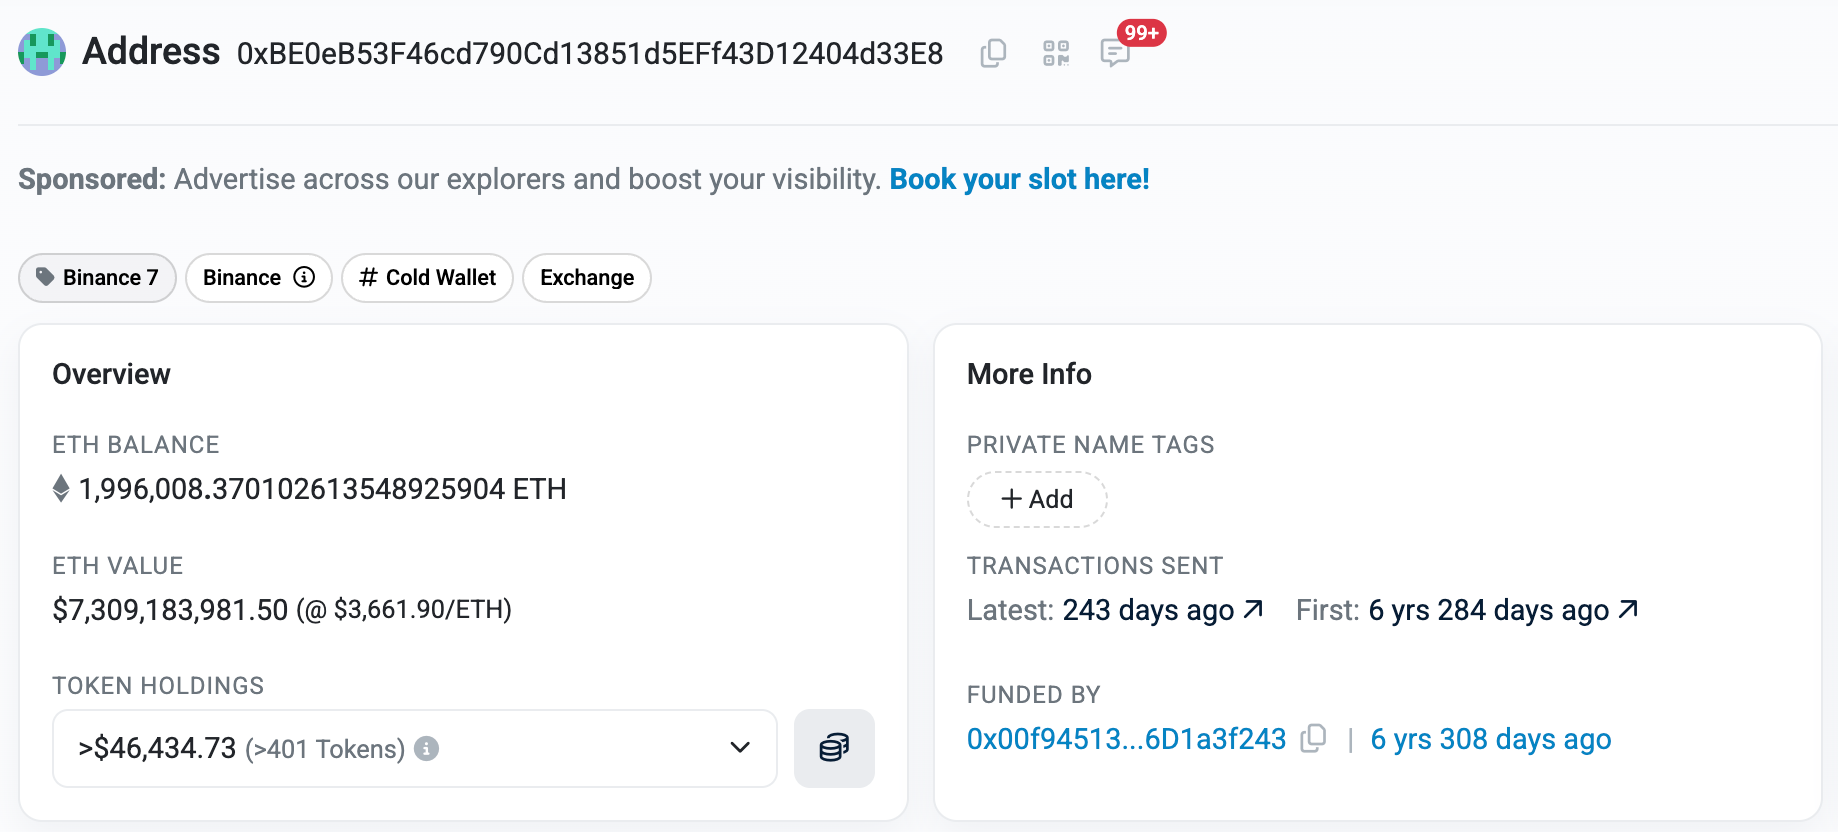 Address 0xBE0eB53F46cd790Cd13851d5EFf43D12404d33E8 99+
Sponsored: Advertise across our explorers and boost your visibility. Book your slot here!
Binance 7 Binance # Cold Wallet Exchange
Overview
ETH BALANCE
1,996,008.370102613548925904 ETH
ETH VALUE
$7,309,183,981.50 (@ $3,661.90/ETH)
TOKEN HOLDINGS
>$46,434.73 (>401 Tokens)
More Info
PRIVATE NAME TAGS
+ Add
TRANSACTIONS SENT
Latest: 243 days ago ↗ First: 6 yrs 284 days ago ↗
FUNDED BY
0x00f94513...6D1a3f243 | 6 yrs 308 days ago